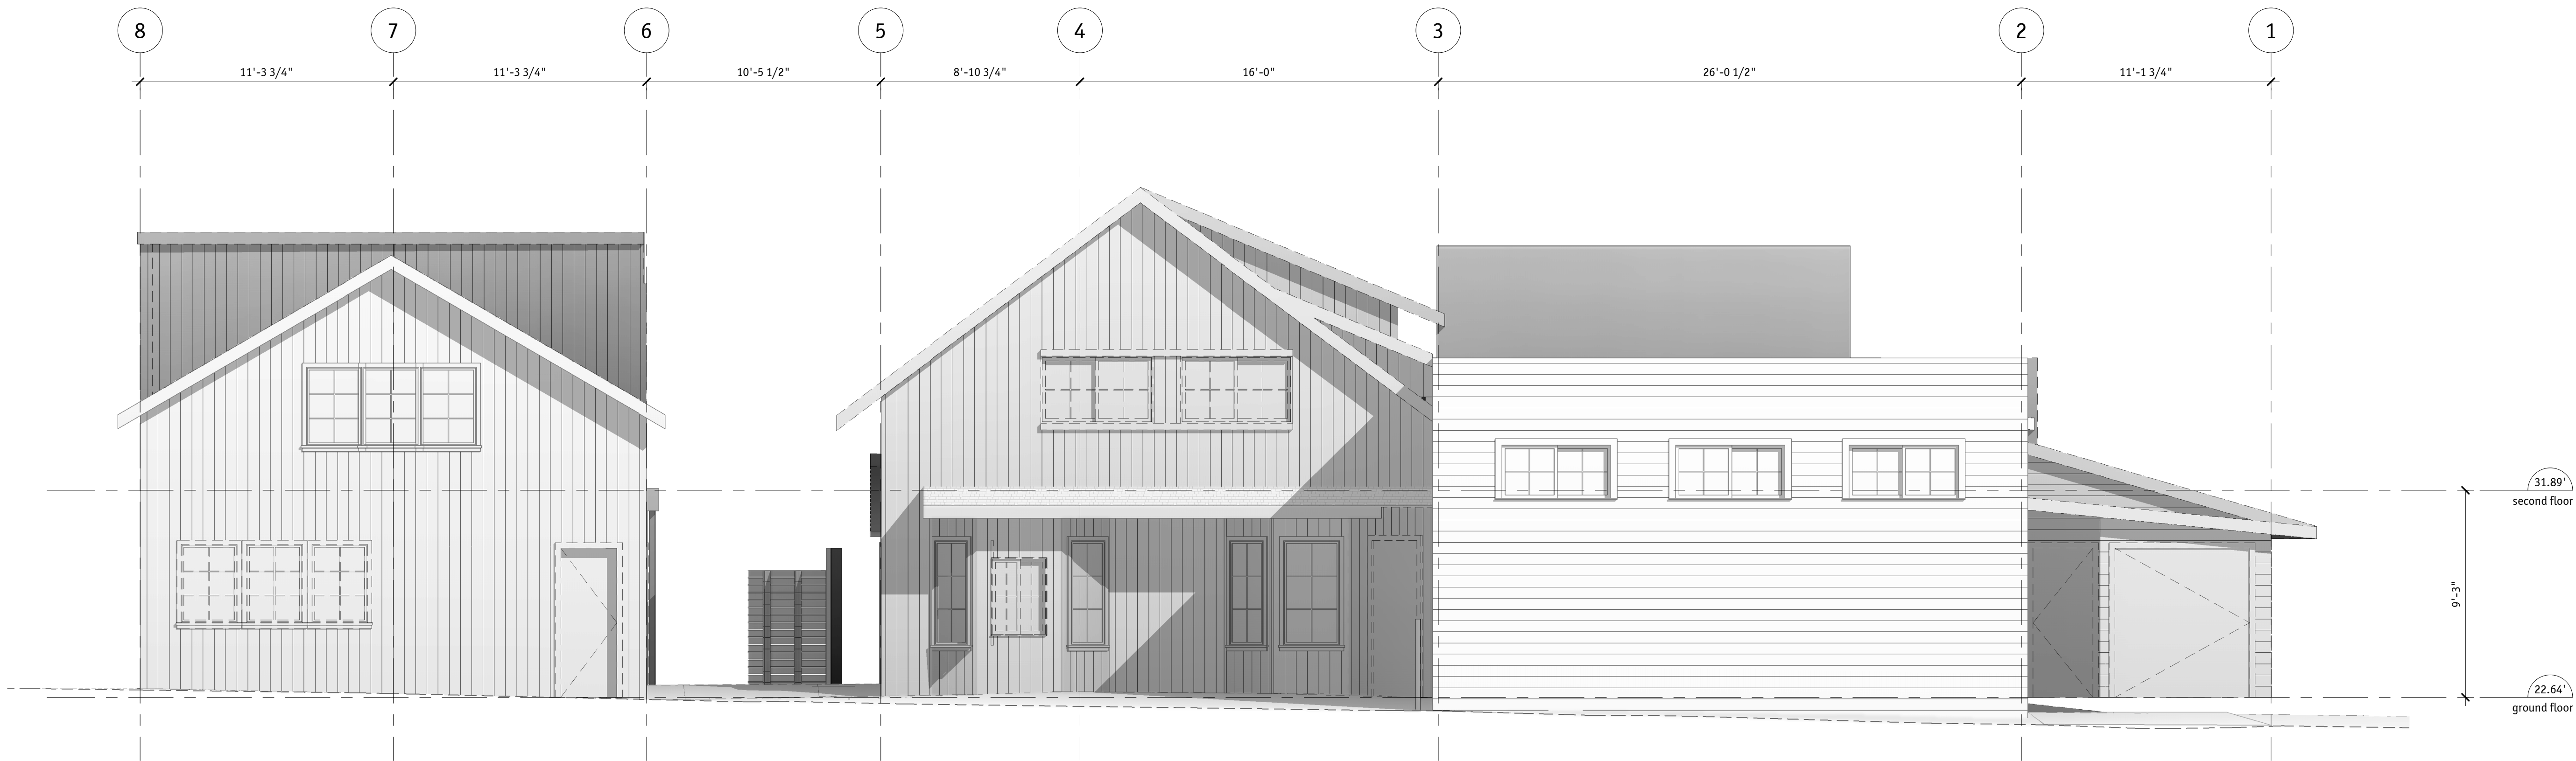 8 7 6 5 4 3 2 1
11'-3 3/4" 11'-3 3/4" 10'-5 1/2" 8'-10 3/4" 16'-0" 26'-0 1/2" 11'-1 3/4"
31.89'
second floor
9'-3"
22.64'
ground floor